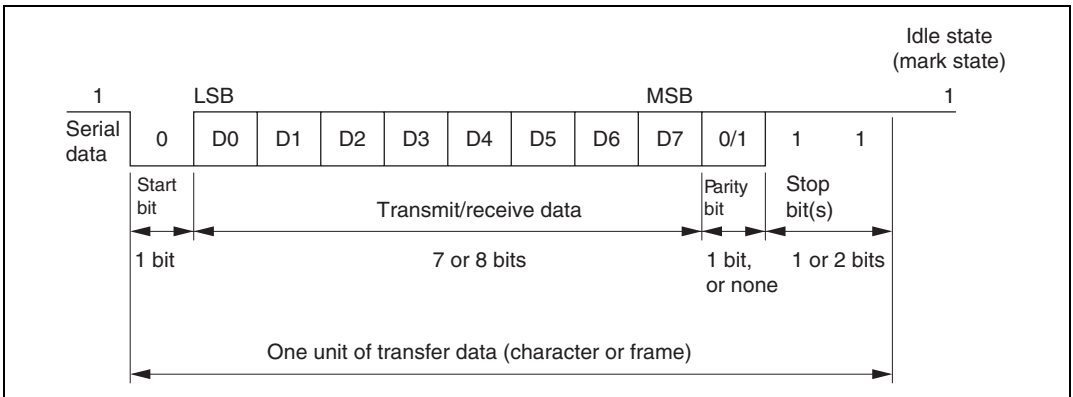 Idle state
(mark state)
1 LSB MSB 1
Serial
data
0 D0 D1 D2 D3 D4 D5 D6 D7 0/1 1 1
Start
bit
Transmit/receive data
Parity
bit
Stop
bit(s)
1 bit
7 or 8 bits
1 bit,
or none
1 or 2 bits
One unit of transfer data (character or frame)